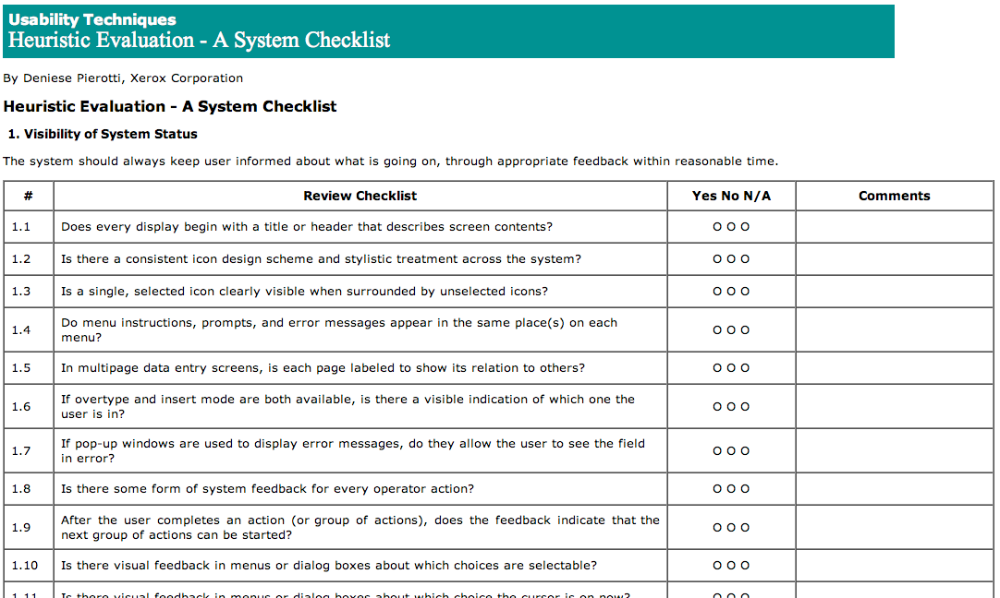 Usability Techniques
Heuristic Evaluation - A System Checklist
By Deniese Pierotti, Xerox Corporation
Heuristic Evaluation - A System Checklist
1. Visibility of System Status
The system should always keep user informed about what is going on, through appropriate feedback within reasonable time.
# Review Checklist Yes No N/A Comments
1.1 Does every display begin with a title or header that describes screen contents? O O O
1.2 Is there a consistent icon design scheme and stylistic treatment across the system? O O O
1.3 Is a single, selected icon clearly visible when surrounded by unselected icons? O O O
1.4 Do menu instructions, prompts, and error messages appear in the same place(s) on each
menu? O O O
1.5 In multipage data entry screens, is each page labeled to show its relation to others? O O O
1.6 If overtype and insert mode are both available, is there a visible indication of which one the
user is in? O O O
1.7 If pop-up windows are used to display error messages, do they allow the user to see the field
in error? O O O
1.8 Is there some form of system feedback for every operator action? O O O
1.9 After the user completes an action (or group of actions), does the feedback indicate that the
next group of actions can be started? O O O
1.10 Is there visual feedback in menus or dialog boxes about which choices are selectable? O O O
1.11 Is there visual feedback in menus or dialog boxes about which choice the cursor is on now? O O O